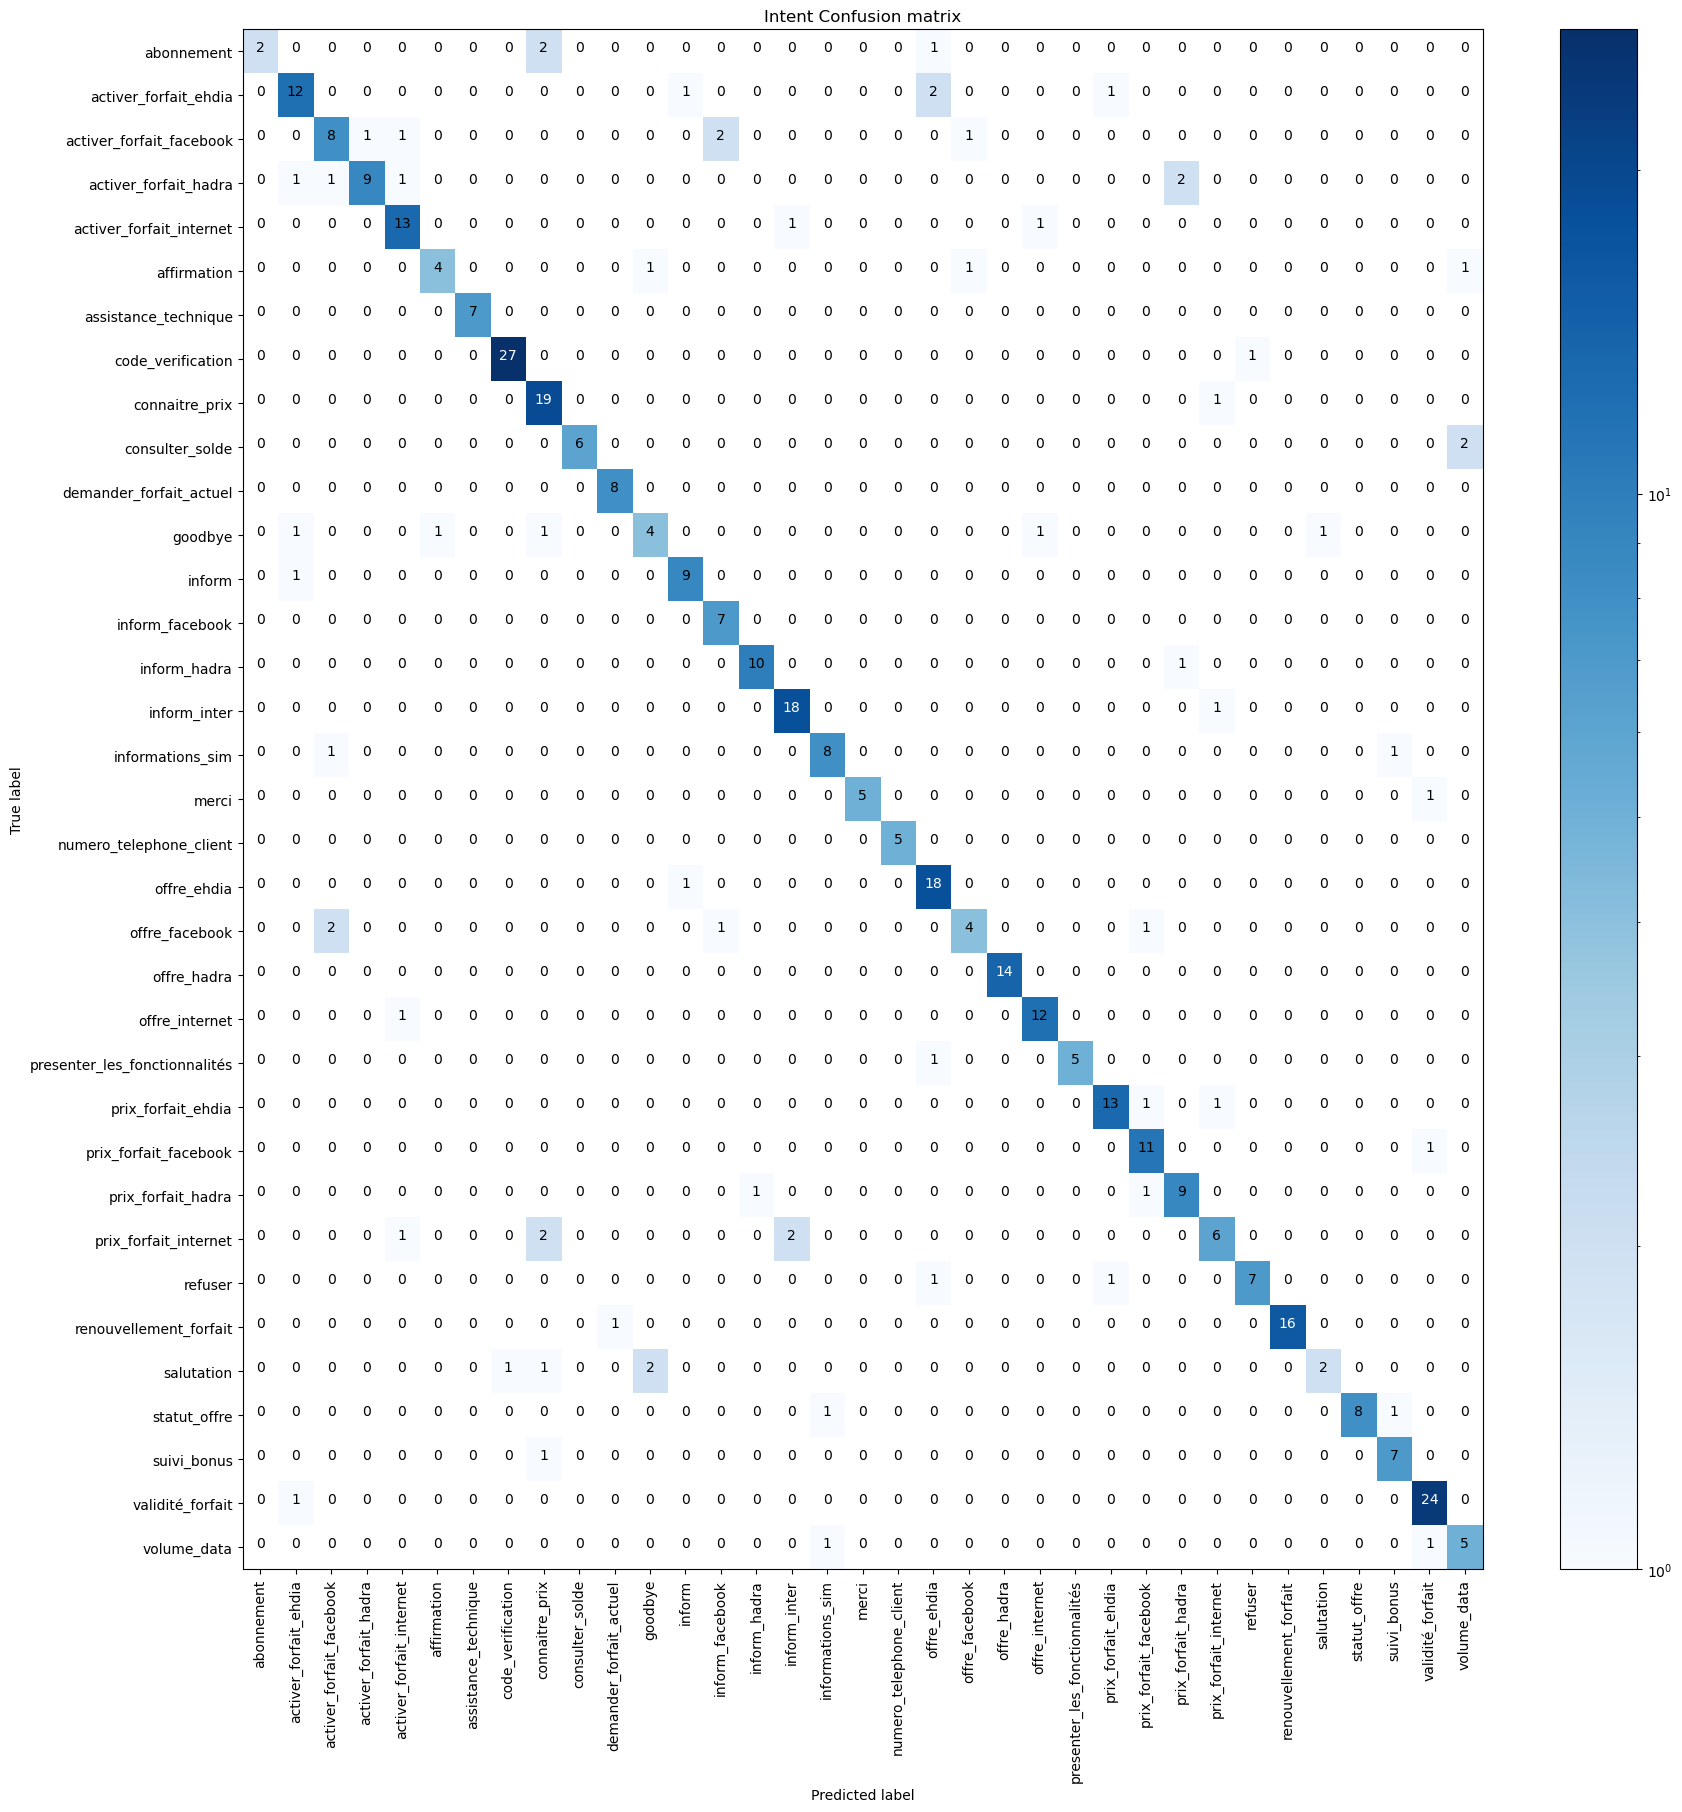 Intent Confusion matrix
abonnement 2 0 0 0 0 0 0 0 2 0 0 0 0 0 0 0 0 0 0 1 0 0 0 0 0 0 0 0 0 0 0 0 0 0 0
activer_forfait_ehdia 0 12 0 0 0 0 0 0 0 0 0 0 1 0 0 0 0 0 0 2 0 0 0 0 1 0 0 0 0 0 0 0 0 0 0
activer_forfait_facebook 0 0 8 1 1 0 0 0 0 0 0 0 0 2 0 0 0 0 0 0 1 0 0 0 0 0 0 0 0 0 0 0 0 0 0
activer_forfait_hadra 0 1 1 9 1 0 0 0 0 0 0 0 0 0 0 0 0 0 0 0 0 0 0 0 0 0 2 0 0 0 0 0 0 0 0
activer_forfait_internet 0 0 0 0 13 0 0 0 0 0 0 0 0 0 0 1 0 0 0 0 0 0 1 0 0 0 0 0 0 0 0 0 0 0 0
affirmation 0 0 0 0 0 4 0 0 0 0 0 1 0 0 0 0 0 0 0 0 1 0 0 0 0 0 0 0 0 0 0 0 0 0 1
assistance_technique 0 0 0 0 0 0 7 0 0 0 0 0 0 0 0 0 0 0 0 0 0 0 0 0 0 0 0 0 0 0 0 0 0 0 0
code_verification 0 0 0 0 0 0 0 27 0 0 0 0 0 0 0 0 0 0 0 0 0 0 0 0 0 0 0 0 1 0 0 0 0 0 0
connaitre_prix 0 0 0 0 0 0 0 0 19 0 0 0 0 0 0 0 0 0 0 0 0 0 0 0 0 0 0 1 0 0 0 0 0 0 0
consulter_solde 0 0 0 0 0 0 0 0 0 6 0 0 0 0 0 0 0 0 0 0 0 0 0 0 0 0 0 0 0 0 0 0 0 0 2
demander_forfait_actuel 0 0 0 0 0 0 0 0 0 0 8 0 0 0 0 0 0 0 0 0 0 0 0 0 0 0 0 0 0 0 0 0 0 0 0
goodbye 0 1 0 0 0 1 0 0 1 0 0 4 0 0 0 0 0 0 0 0 0 0 1 0 0 0 0 0 0 0 1 0 0 0 0
inform 0 1 0 0 0 0 0 0 0 0 0 0 9 0 0 0 0 0 0 0 0 0 0 0 0 0 0 0 0 0 0 0 0 0 0
inform_facebook 0 0 0 0 0 0 0 0 0 0 0 0 0 7 0 0 0 0 0 0 0 0 0 0 0 0 0 0 0 0 0 0 0 0 0
inform_hadra 0 0 0 0 0 0 0 0 0 0 0 0 0 0 10 0 0 0 0 0 0 0 0 0 0 0 1 0 0 0 0 0 0 0 0
inform_inter 0 0 0 0 0 0 0 0 0 0 0 0 0 0 0 18 0 0 0 0 0 0 0 0 0 0 0 1 0 0 0 0 0 0 0
informations_sim 0 0 1 0 0 0 0 0 0 0 0 0 0 0 0 0 8 0 0 0 0 0 0 0 0 0 0 0 0 0 0 0 1 0 0
merci 0 0 0 0 0 0 0 0 0 0 0 0 0 0 0 0 0 5 0 0 0 0 0 0 0 0 0 0 0 0 0 0 0 1 0
numero_telephone_client 0 0 0 0 0 0 0 0 0 0 0 0 0 0 0 0 0 0 5 0 0 0 0 0 0 0 0 0 0 0 0 0 0 0 0
offre_ehdia 0 0 0 0 0 0 0 0 0 0 0 0 1 0 0 0 0 0 0 18 0 0 0 0 0 0 0 0 0 0 0 0 0 0 0
offre_facebook 0 0 2 0 0 0 0 0 0 0 0 0 0 1 0 0 0 0 0 0 4 0 0 0 0 1 0 0 0 0 0 0 0 0 0
offre_hadra 0 0 0 0 0 0 0 0 0 0 0 0 0 0 0 0 0 0 0 0 0 14 0 0 0 0 0 0 0 0 0 0 0 0 0
offre_internet 0 0 0 0 1 0 0 0 0 0 0 0 0 0 0 0 0 0 0 0 0 0 12 0 0 0 0 0 0 0 0 0 0 0 0
presenter_les_fonctionnalités 0 0 0 0 0 0 0 0 0 0 0 0 0 0 0 0 0 0 0 1 0 0 0 5 0 0 0 0 0 0 0 0 0 0 0
prix_forfait_ehdia 0 0 0 0 0 0 0 0 0 0 0 0 0 0 0 0 0 0 0 0 0 0 0 0 13 1 0 1 0 0 0 0 0 0 0
prix_forfait_facebook 0 0 0 0 0 0 0 0 0 0 0 0 0 0 0 0 0 0 0 0 0 0 0 0 0 11 0 0 0 0 0 0 0 1 0
prix_forfait_hadra 0 0 0 0 0 0 0 0 0 0 0 0 0 0 1 0 0 0 0 0 0 0 0 0 0 1 9 0 0 0 0 0 0 0 0
prix_forfait_internet 0 0 0 0 1 0 0 0 2 0 0 0 0 0 0 2 0 0 0 0 0 0 0 0 0 0 0 6 0 0 0 0 0 0 0
refuser 0 0 0 0 0 0 0 0 0 0 0 0 0 0 0 0 0 0 0 1 0 0 0 0 1 0 0 0 7 0 0 0 0 0 0
renouvellement_forfait 0 0 0 0 0 0 0 0 0 0 1 0 0 0 0 0 0 0 0 0 0 0 0 0 0 0 0 0 0 16 0 0 0 0 0
salutation 0 0 0 0 0 0 0 1 1 0 0 2 0 0 0 0 0 0 0 0 0 0 0 0 0 0 0 0 0 0 2 0 0 0 0
statut_offre 0 0 0 0 0 0 0 0 0 0 0 0 0 0 0 0 1 0 0 0 0 0 0 0 0 0 0 0 0 0 0 8 1 0 0
suivi_bonus 0 0 0 0 0 0 0 0 1 0 0 0 0 0 0 0 0 0 0 0 0 0 0 0 0 0 0 0 0 0 0 0 7 0 0
validité_forfait 0 1 0 0 0 0 0 0 0 0 0 0 0 0 0 0 0 0 0 0 0 0 0 0 0 0 0 0 0 0 0 0 0 24 0
volume_data 0 0 0 0 0 0 0 0 0 0 0 0 0 0 0 0 1 0 0 0 0 0 0 0 0 0 0 0 0 0 0 0 0 1 5
True label
abonnement
activer_forfait_ehdia
activer_forfait_facebook
activer_forfait_hadra
activer_forfait_internet
affirmation
assistance_technique
code_verification
connaitre_prix
consulter_solde
demander_forfait_actuel
goodbye
inform
inform_facebook
inform_hadra
inform_inter
informations_sim
merci
numero_telephone_client
offre_ehdia
offre_facebook
offre_hadra
offre_internet
presenter_les_fonctionnalités
prix_forfait_ehdia
prix_forfait_facebook
prix_forfait_hadra
prix_forfait_internet
refuser
renouvellement_forfait
salutation
statut_offre
suivi_bonus
validité_forfait
volume_data
Predicted label
10¹
10⁰